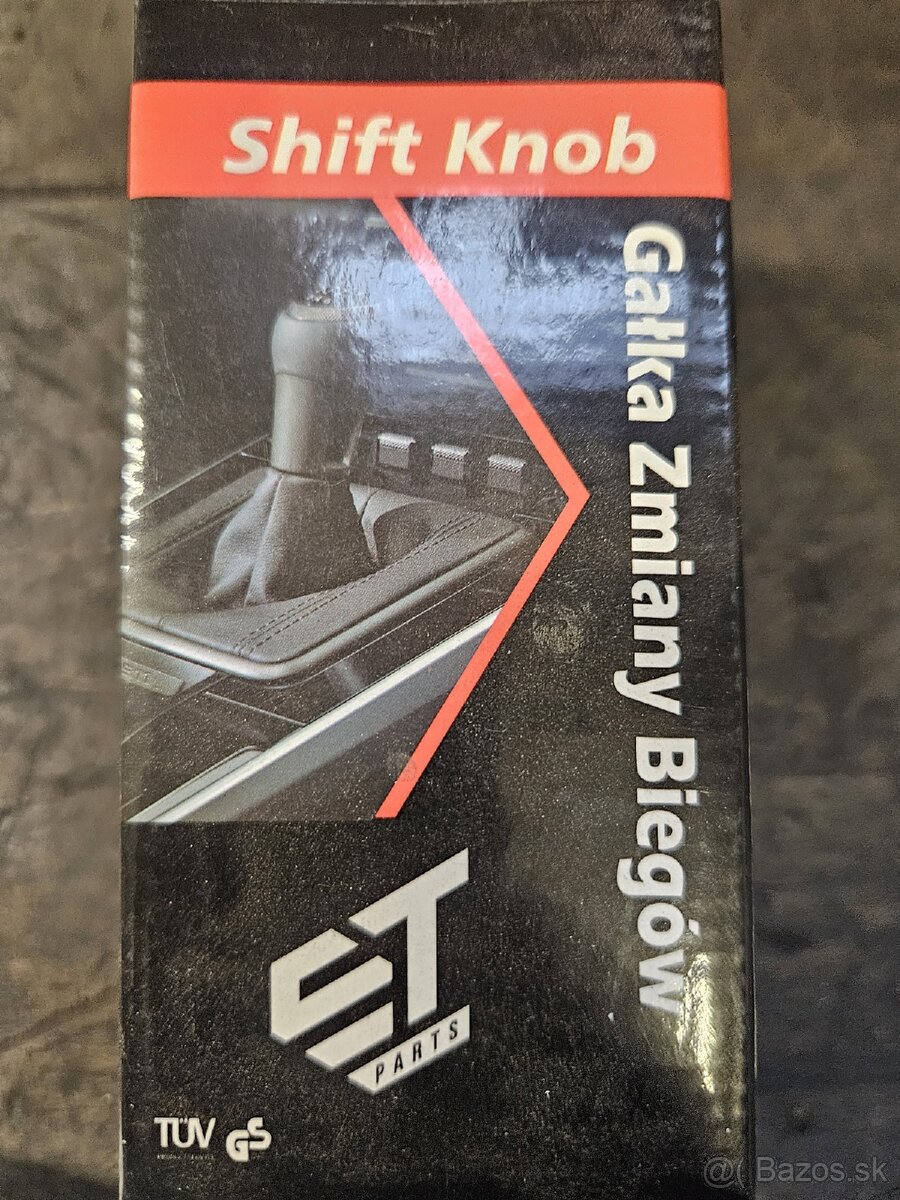 Shift Knob
Gałka Zmiany Biegów
ET
PARTS
TÜV
GS
@( Bazos.sk